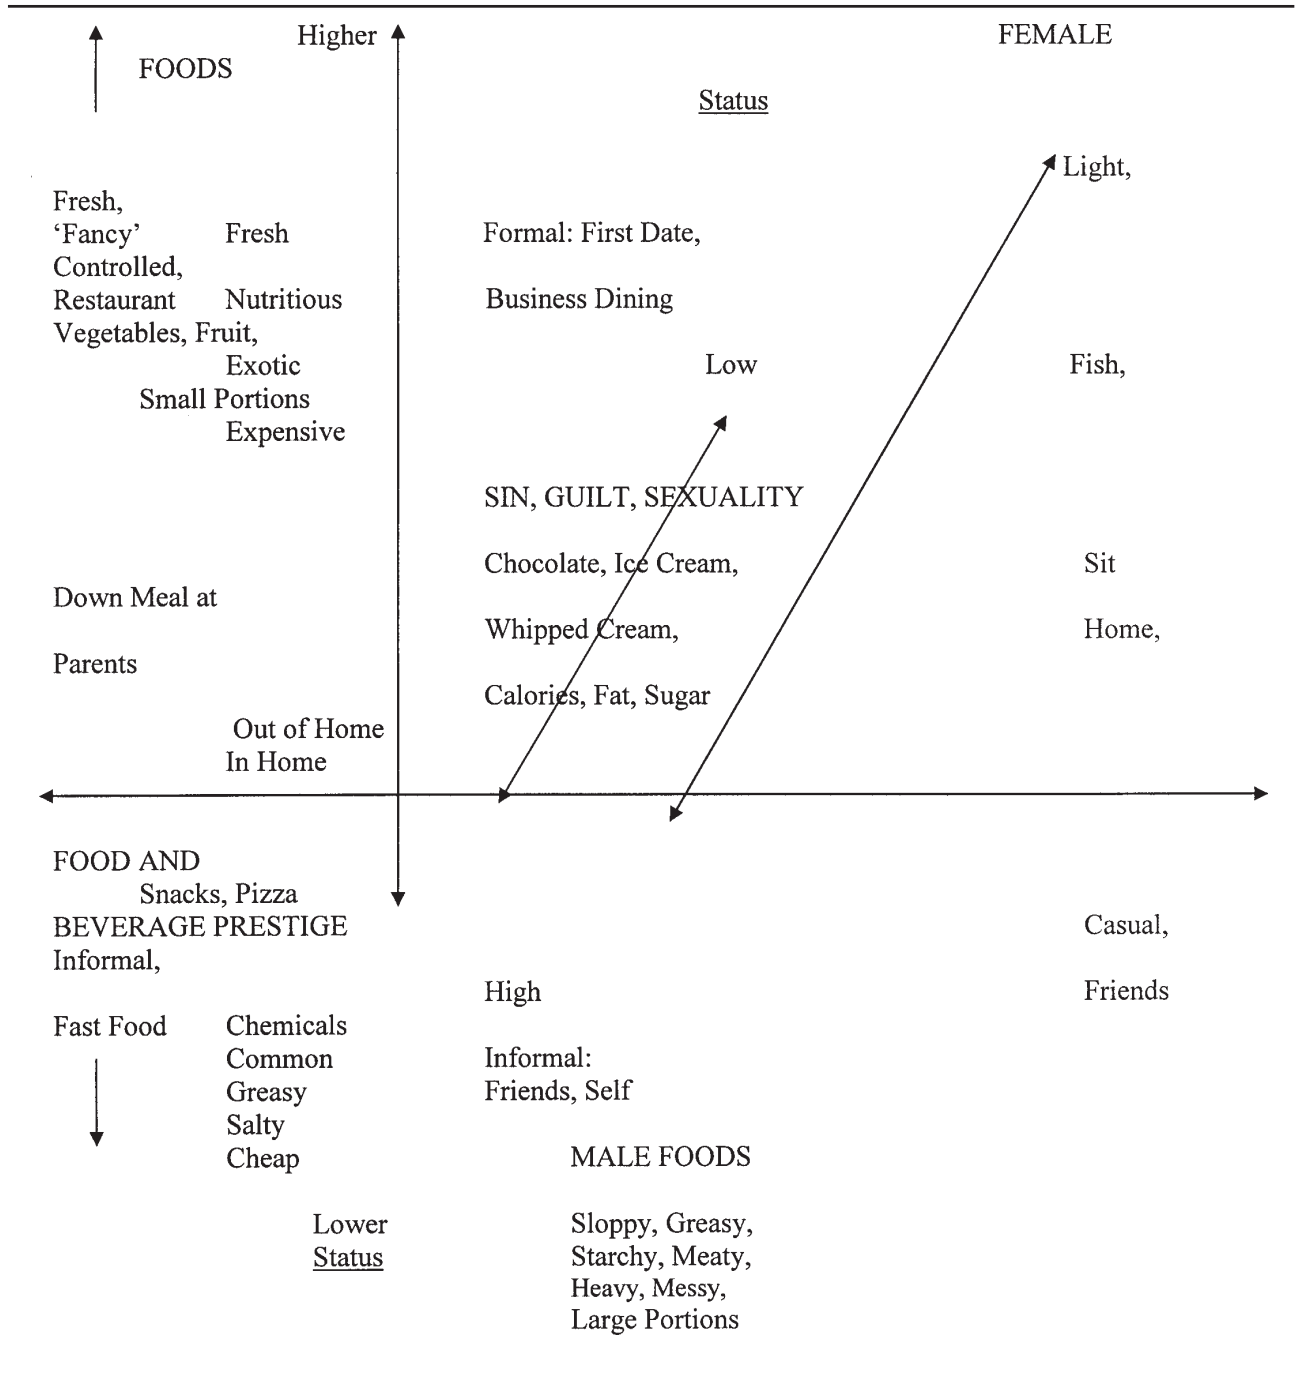 Higher FEMALE
FOODS
Status
Light,
Fresh,
‘Fancy’ Fresh Formal: First Date,
Controlled,
Restaurant Nutritious Business Dining
Vegetables, Fruit,
Exotic Low Fish,
Small Portions
Expensive
SIN, GUILT, SEXUALITY
Chocolate, Ice Cream, Sit
Down Meal at
Whipped Cream, Home,
Parents
Calories, Fat, Sugar
Out of Home
In Home
FOOD AND
Snacks, Pizza
BEVERAGE PRESTIGE Casual,
Informal,
High Friends
Fast Food Chemicals
Common Informal:
Greasy Friends, Self
Salty
Cheap MALE FOODS
Lower Sloppy, Greasy,
Status Starchy, Meaty,
Heavy, Messy,
Large Portions